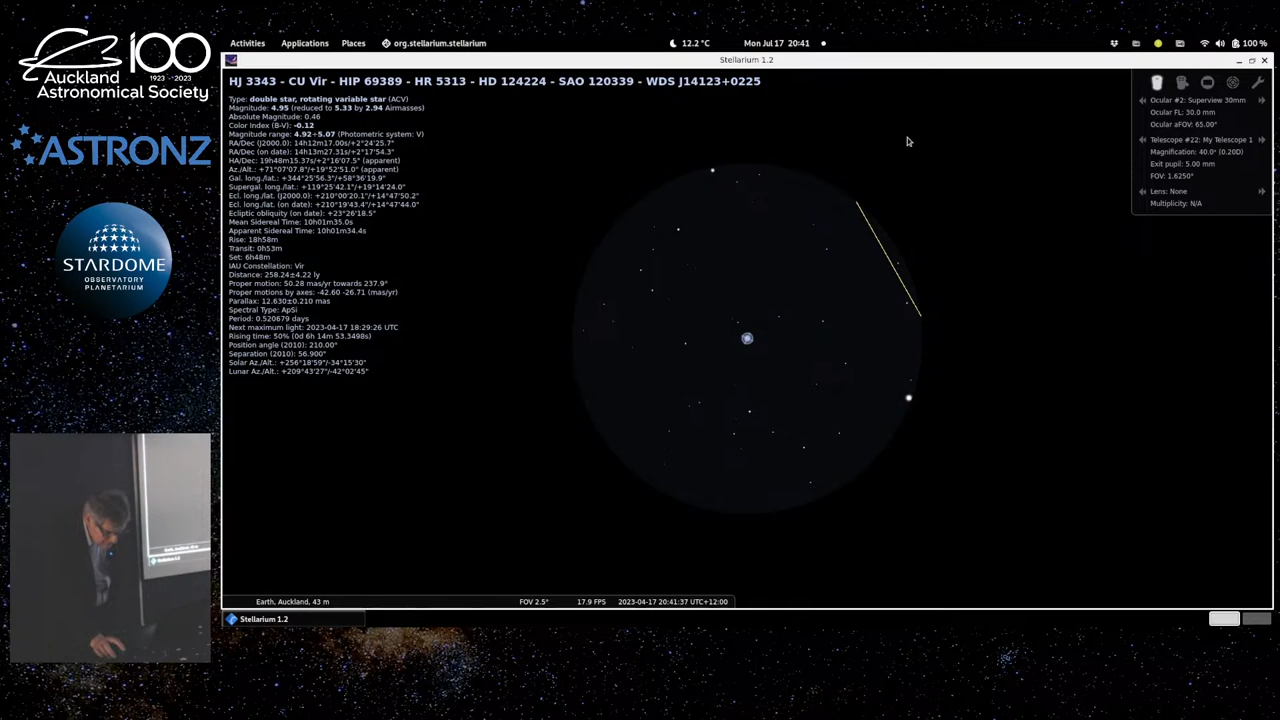 100
1923 - 2023
Auckland
Astronomical Society
ASTRONZ
STARDOME
OBSERVATORY
PLANETARIUM
Activities Applications Places org.stellarium.stellarium 12.2 °C Mon Jul 17 20:41 100 %
Stellarium 1.2
HJ 3343 - CU Vir - HIP 69389 - HR 5313 - HD 124224 - SAO 120339 - WDS J14123+0225
Type: double star, rotating variable star (ACV)
Magnitude: 4.95 (reduced to 5.33 by 2.94 Airmasses)
Absolute Magnitude: 0.46
Color Index (B-V): -0.12
Magnitude range: 4.92÷5.07 (Photometric system: V)
RA/Dec (J2000.0): 14h12m17.00s/+2°24'25.7"
RA/Dec (on date): 14h13m27.31s/+2°17'54.3"
HA/Dec: 19h48m15.37s/+2°16'07.5" (apparent)
Az./Alt.: +71°07'07.8"/+19°52'51.0" (apparent)
Gal. long./lat.: +344°25'56.3"/+58°36'19.9"
Supergal. long./lat.: +119°25'42.1"/+19°14'24.0"
Ecl. long./lat. (J2000.0): +210°00'20.1"/+14°47'50.2"
Ecl. long./lat. (on date): +210°19'43.4"/+14°47'44.0"
Ecliptic obliquity (on date): +23°26'18.5"
Mean Sidereal Time: 10h01m35.0s
Apparent Sidereal Time: 10h01m34.4s
Rise: 18h58m
Transit: 0h53m
Set: 6h48m
IAU Constellation: Vir
Distance: 258.24±4.22 ly
Proper motion: 50.28 mas/yr towards 237.9°
Proper motions by axes: -42.60 -26.71 (mas/yr)
Parallax: 12.630±0.210 mas
Spectral Type: ApSi
Period: 0.520679 days
Next maximum light: 2023-04-17 18:29:26 UTC
Rising time: 50% (0d 6h 14m 53.3498s)
Position angle (2010): 210.00°
Separation (2010): 56.900"
Solar Az./Alt.: +256°18'59"/-34°15'30"
Lunar Az./Alt.: +209°43'27"/-42°02'45"
Ocular #2: Superview 30mm
Ocular FL: 30.0 mm
Ocular aFOV: 65.00°
Telescope #22: My Telescope 1
Magnification: 40.0× (0.20D)
Exit pupil: 5.00 mm
FOV: 1.6250°
Lens: None
Multiplicity: N/A
Earth, Auckland, 43 m FOV 2.5° 17.9 FPS 2023-04-17 20:41:37 UTC+12:00
Stellarium 1.2